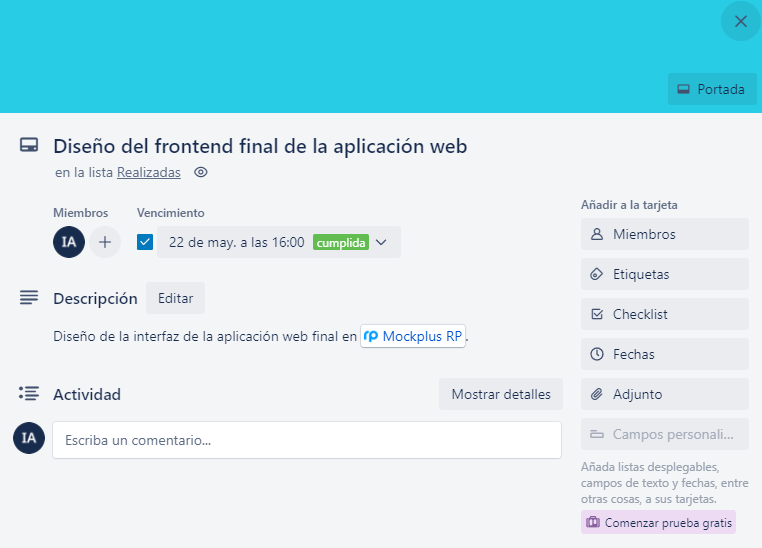 Portada
Diseño del frontend final de la aplicación web
en la lista Realizadas
Miembros
Vencimiento
IA
22 de may. a las 16:00 cumplida
Descripción
Editar
Diseño de la interfaz de la aplicación web final en Mockplus RP.
Actividad
Mostrar detalles
IA
Escriba un comentario...
Añadir a la tarjeta
Miembros
Etiquetas
Checklist
Fechas
Adjunto
Campos personali...
Añada listas desplegables,
campos de texto y fechas, entre
otras cosas, a sus tarjetas.
Comenzar prueba gratis